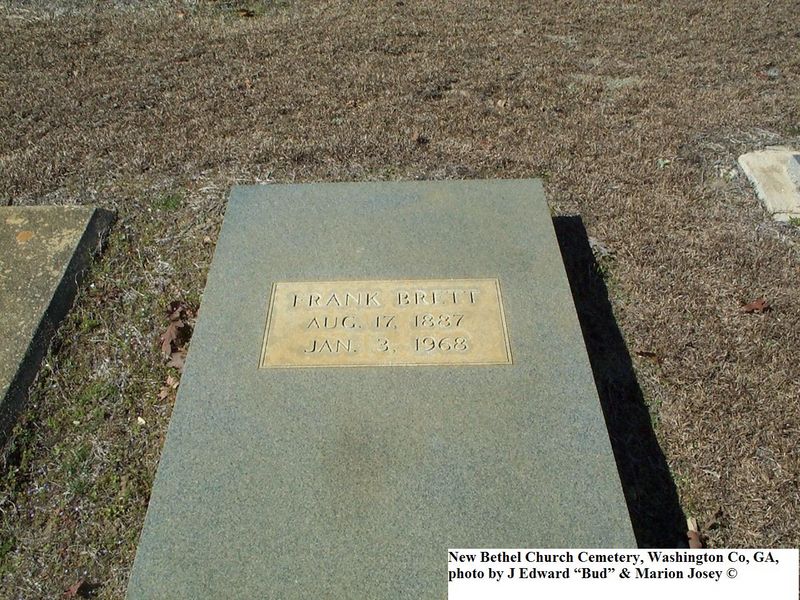 FRANK BRETT
AUG. 17, 1887
JAN. 3, 1968
New Bethel Church Cemetery, Washington Co, GA,
photo by J Edward “Bud” & Marion Josey ©